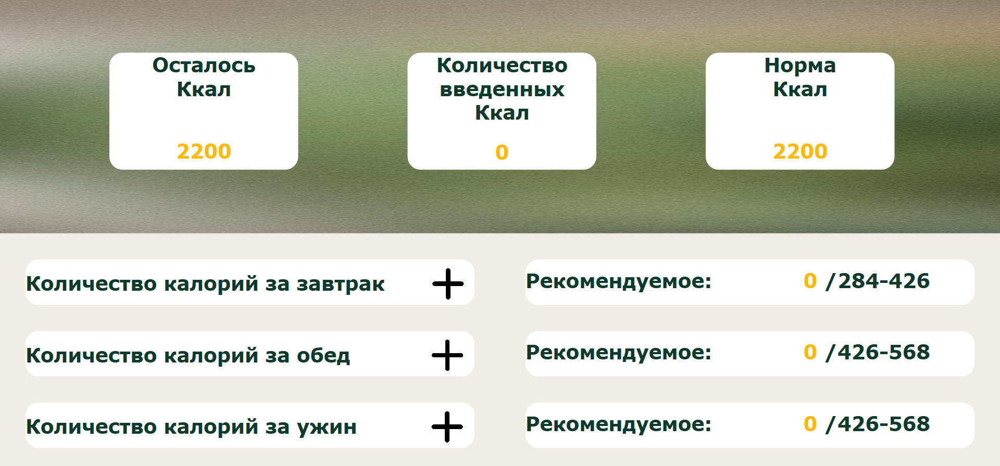 Осталось
Ккал
2200
Количество
введенных
Ккал
0
Норма
Ккал
2200
Количество калорий за завтрак
Рекомендуемое: 0 /284–426
Количество калорий за обед
Рекомендуемое: 0 /426–568
Количество калорий за ужин
Рекомендуемое: 0 /426–568